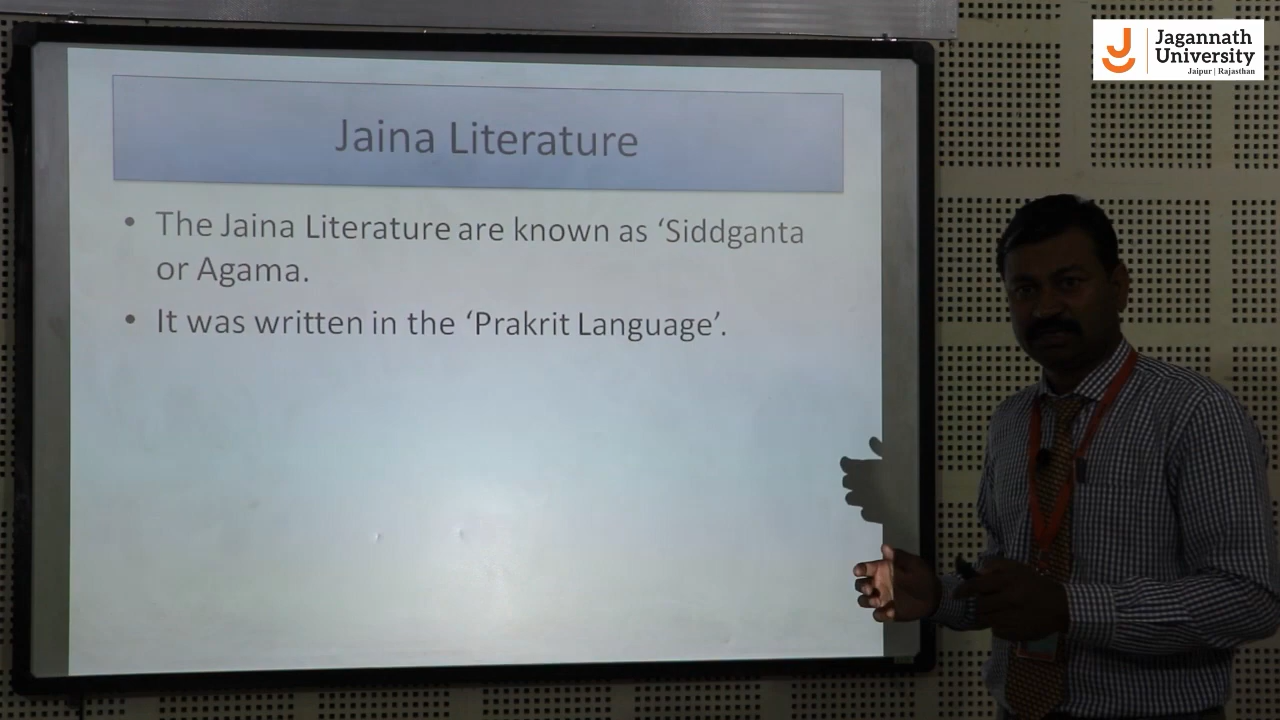 Jagannath
University
Jaipur | Rajasthan
Jaina Literature
• The Jaina Literature are known as ‘Siddganta
or Agama.
• It was written in the ‘Prakrit Language’.